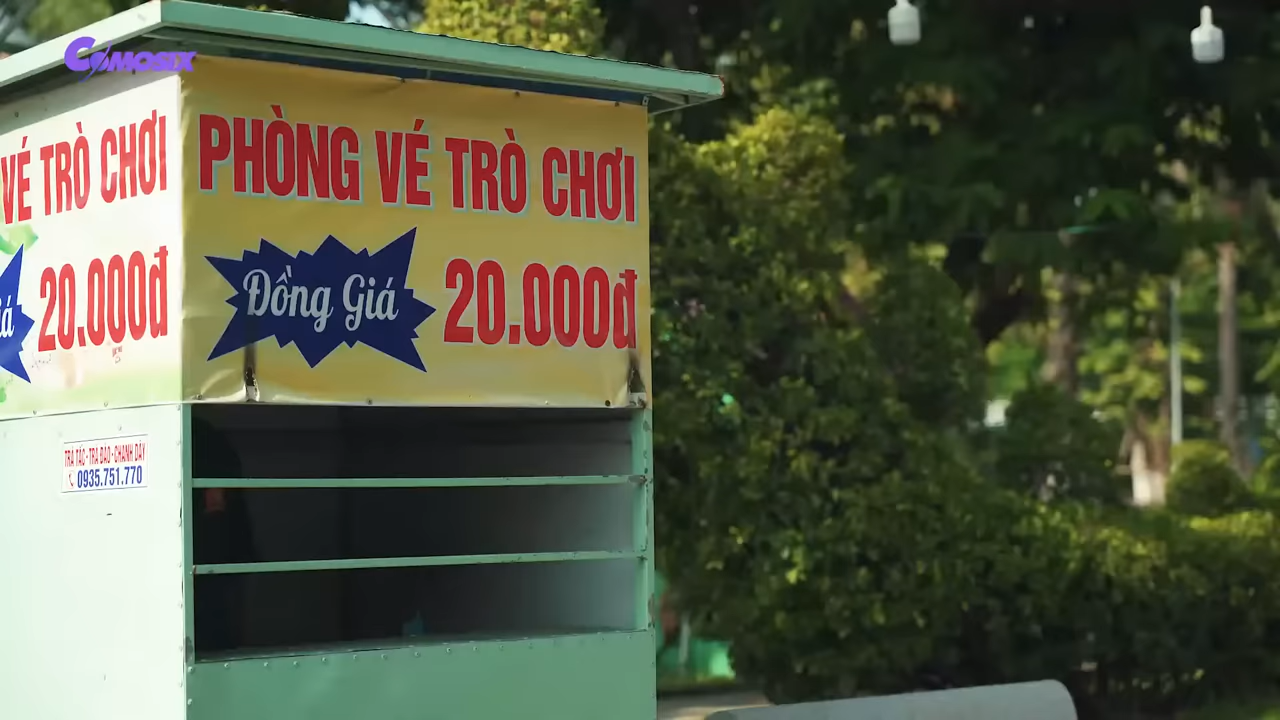 COMOSIX
VÉ TRÒ CHƠI
20.000đ
PHÒNG VÉ TRÒ CHƠI
Đồng Giá
20.000đ
TRÀ TẮC - TRÀ ĐÀO - CHANH DÂY
0935.751.770